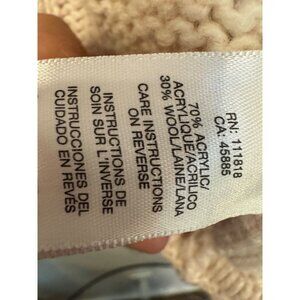 RN: 111818
CA: 45885
70% ACRYLIC/
ACRYLIQUE/ACRILICO
30% WOOL/LAINE/LANA
CARE INSTRUCTIONS
ON REVERSE
INSTRUCTIONS DE
SOIN SUR L'INVERSE
INSTRUCCIONES DEL
CUIDADO EN REVÉS